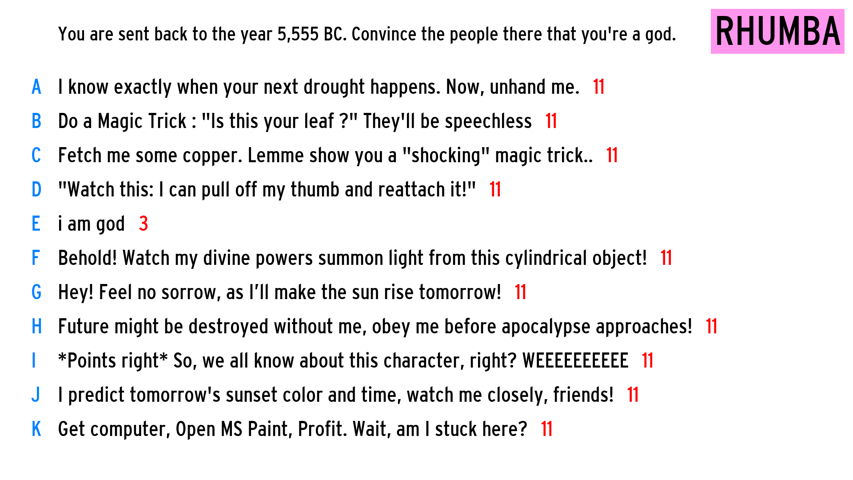 You are sent back to the year 5,555 BC. Convince the people there that you're a god. RHUMBA
A I know exactly when your next drought happens. Now, unhand me. 11
B Do a Magic Trick : "Is this your leaf ?" They'll be speechless 11
C Fetch me some copper. Lemme show you a "shocking" magic trick.. 11
D "Watch this: I can pull off my thumb and reattach it!" 11
E i am god 3
F Behold! Watch my divine powers summon light from this cylindrical object! 11
G Hey! Feel no sorrow, as I’ll make the sun rise tomorrow! 11
H Future might be destroyed without me, obey me before apocalypse approaches! 11
I *Points right* So, we all know about this character, right? WEEEEEEEEEE 11
J I predict tomorrow's sunset color and time, watch me closely, friends! 11
K Get computer, Open MS Paint, Profit. Wait, am I stuck here? 11